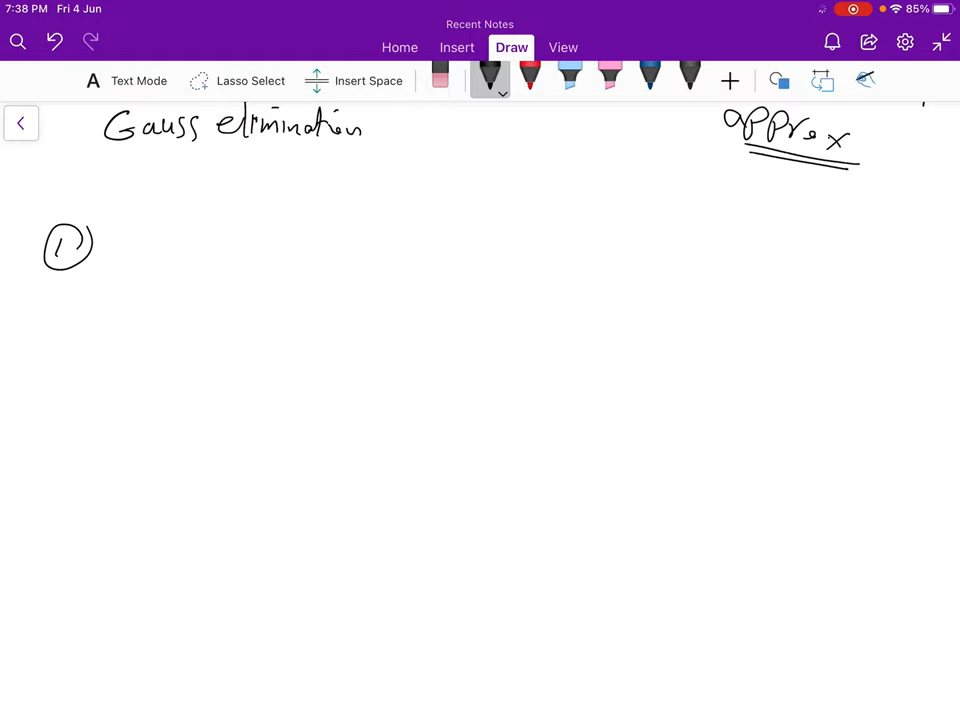 7:38 PM Fri 4 Jun
85%
Recent Notes
Home Insert Draw View
A Text Mode Lasso Select Insert Space
Gauss elimination
approx
1)